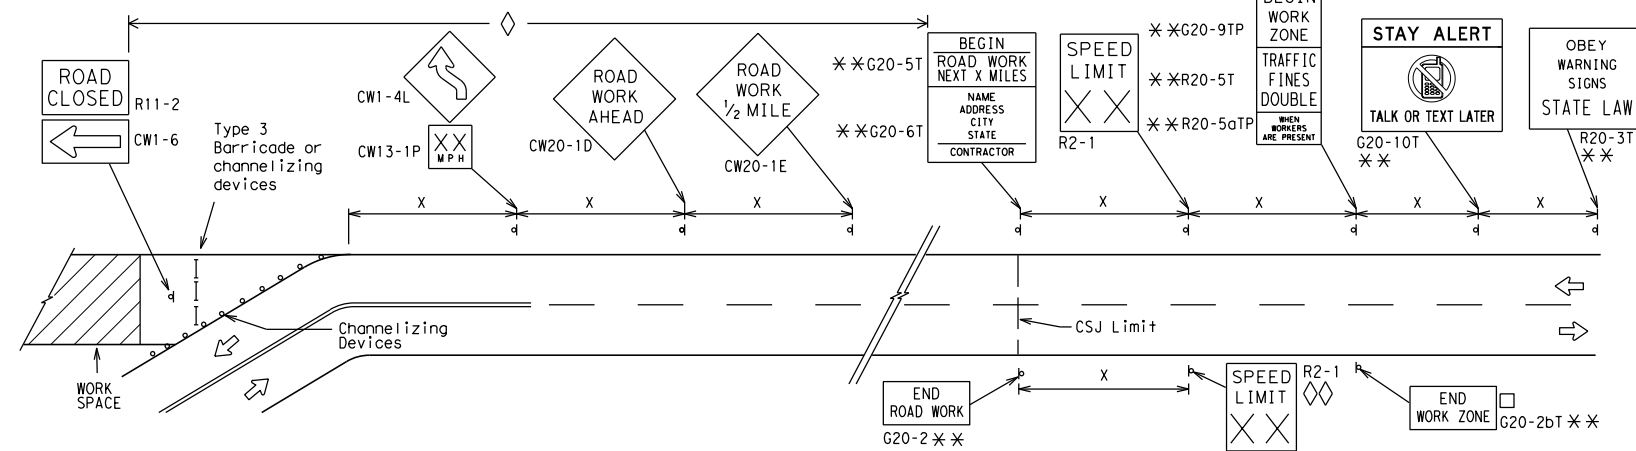 ROAD
CLOSED
R11-2
CW1-6
Type 3
Barricade or
channelizing
devices
CW1-4L
CW13-1P
XX
MPH
X
ROAD
WORK
AHEAD
CW20-1D
X
ROAD
WORK
1/2 MILE
CW20-1E
X
**G20-5T
**G20-6T
BEGIN
ROAD WORK
NEXT X MILES
NAME
ADDRESS
CITY
STATE
CONTRACTOR
SPEED
LIMIT
XX
R2-1
X
**G20-9TP
**R20-5T
**R20-5aTP
BEGIN
WORK
ZONE
TRAFFIC
FINES
DOUBLE
WHEN
WORKERS
ARE PRESENT
X
STAY ALERT
TALK OR TEXT LATER
G20-10T
**
X
OBEY
WARNING
SIGNS
STATE LAW
R20-3T
**
X
WORK
SPACE
Channelizing
Devices
CSJ Limit
END
ROAD WORK
G20-2**
X
SPEED
LIMIT
XX
R2-1
END
WORK ZONE
G20-2bT**